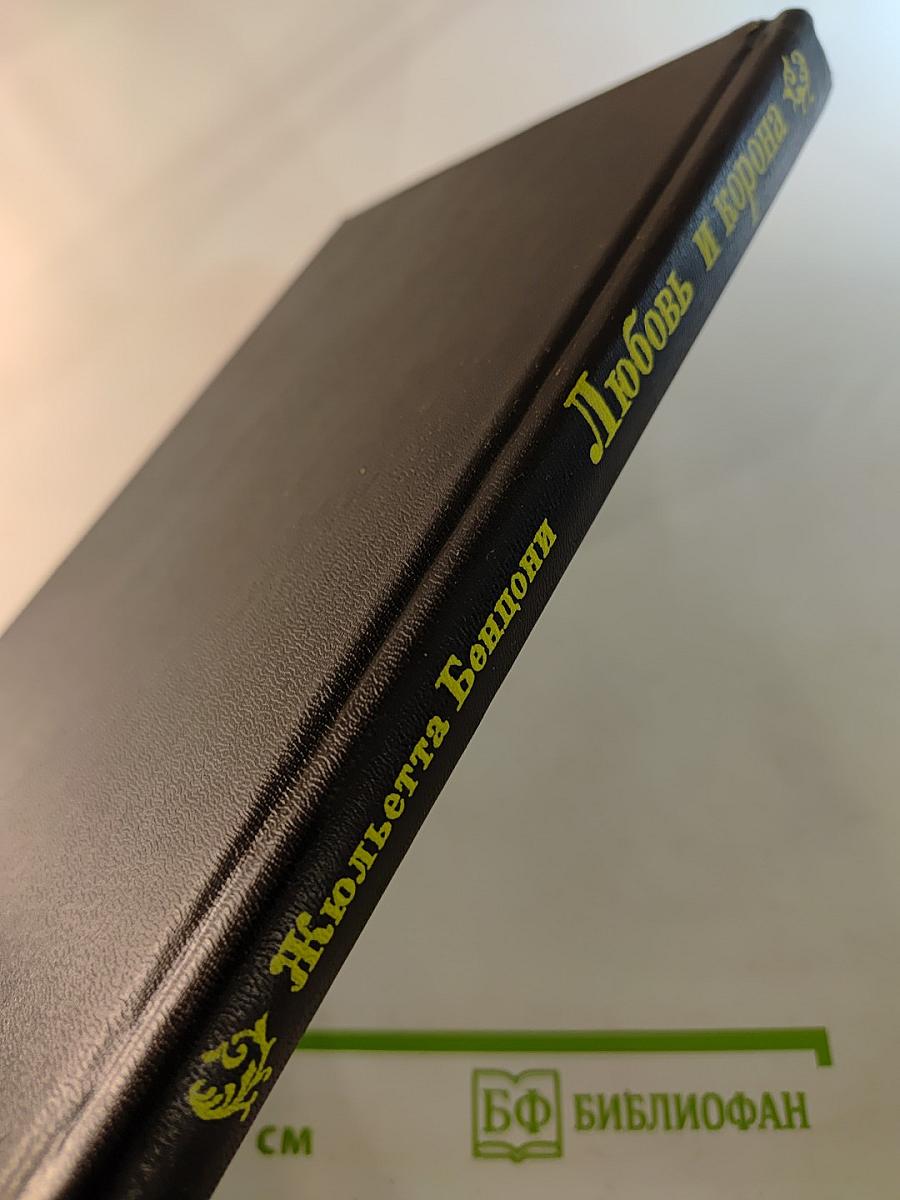 Жюльетта Бенцони
Любовь и корона
см
БФ БИБЛИОФАН